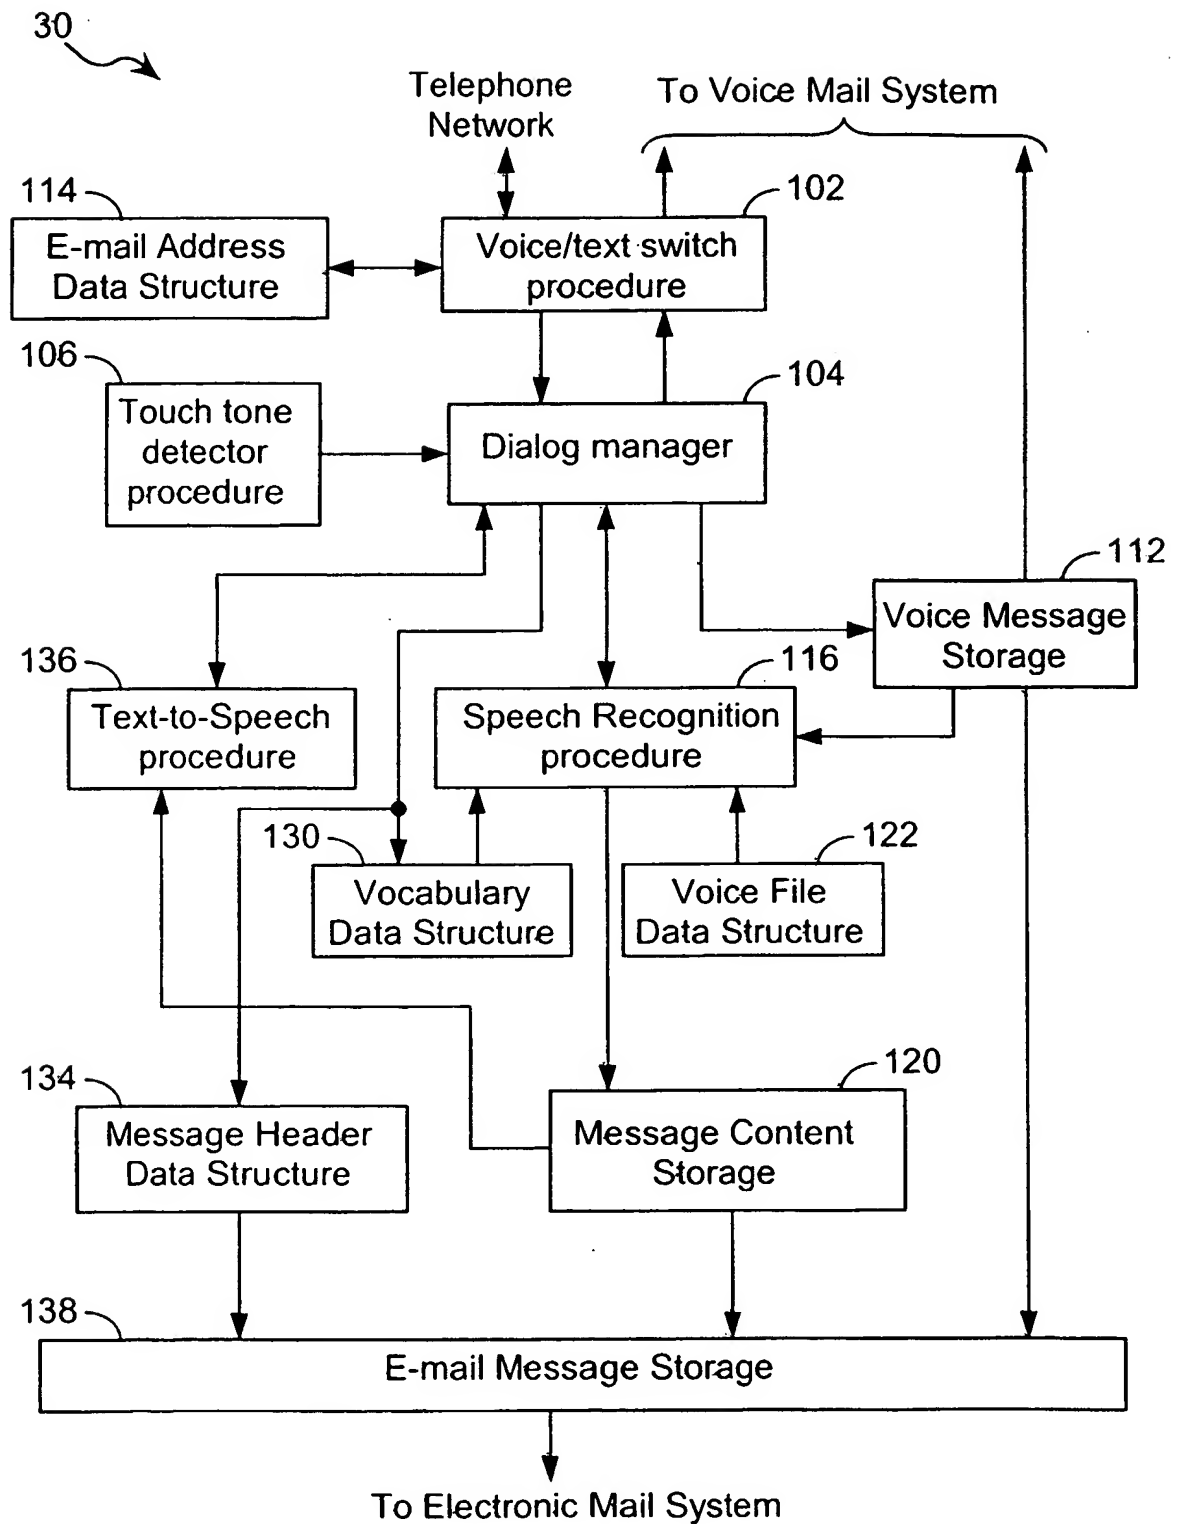 30
Telephone
Network
To Voice Mail System
114
102
E-mail Address
Data Structure
Voice/text switch
procedure
106
104
Touch tone
detector
procedure
Dialog manager
112
Voice Message
Storage
136
116
Text-to-Speech
procedure
Speech Recognition
procedure
130
122
Vocabulary
Data Structure
Voice File
Data Structure
134
120
Message Header
Data Structure
Message Content
Storage
138
E-mail Message Storage
To Electronic Mail System